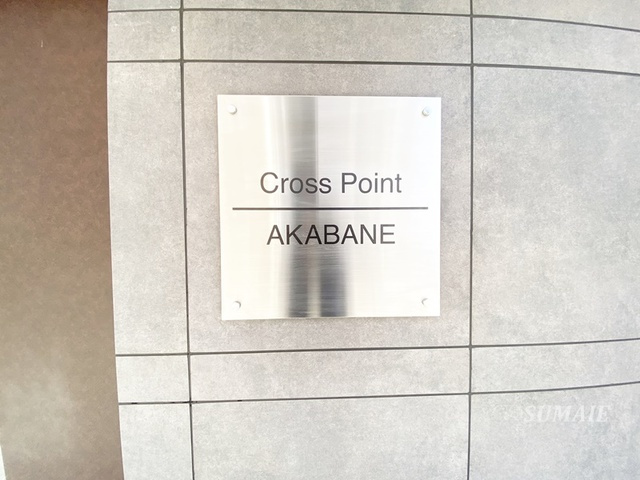 Cross Point
AKABANE
SUMAIE